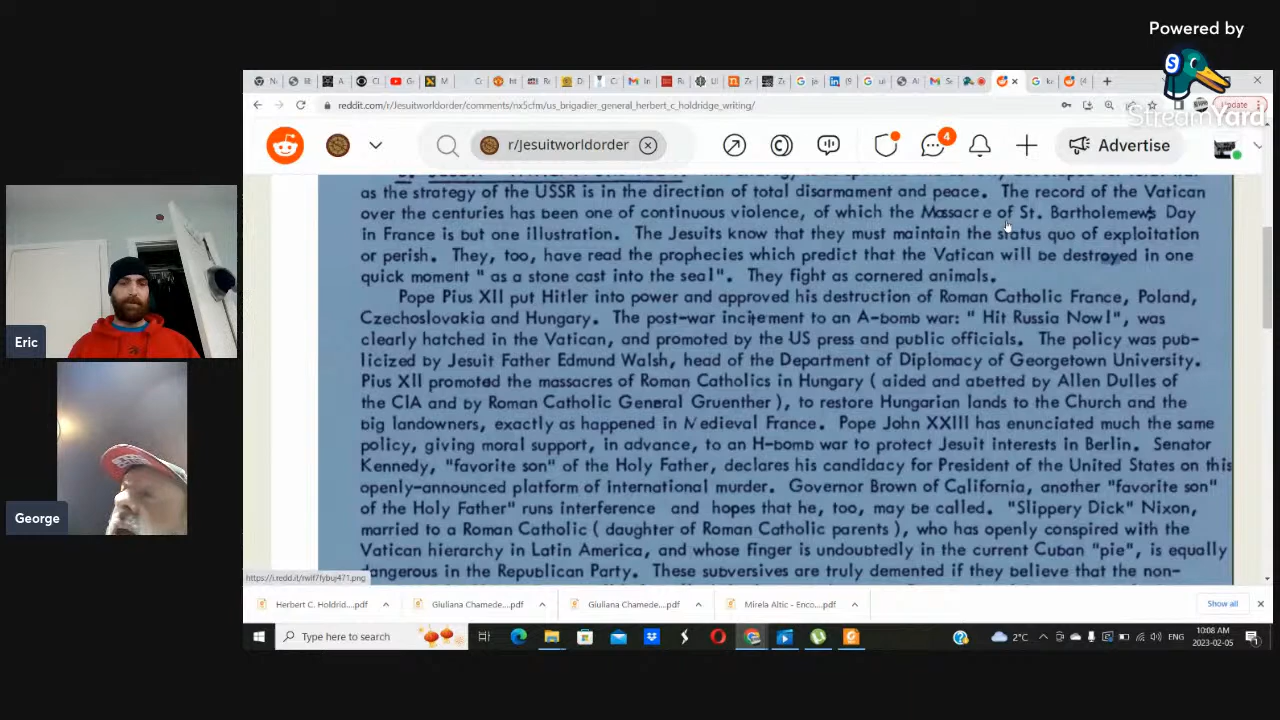 Powered by
StreamYard
reddit.com/r/Jesuitworldorder/comments/nx5cfm/us_brigadier_general_herbert_c_holdridge_writing/
Update
r/Jesuitworldorder
4
Advertise
as the strategy of the USSR is in the direction of total disarmament and peace. The record of the Vatican
over the centuries has been one of continuous violence, of which the Massacre of St. Bartholemew's Day
in France is but one illustration. The Jesuits know that they must maintain the status quo of exploitation
or perish. They, too, have read the prophecies which predict that the Vatican will be destroyed in one
quick moment " as a stone cast into the sea!". They fight as cornered animals.
Pope Pius XII put Hitler into power and approved his destruction of Roman Catholic France, Poland,
Czechoslovakia and Hungary. The post-war incitement to an A-bomb war: " Hit Russia Now!", was
clearly hatched in the Vatican, and promoted by the US press and public officials. The policy was pub-
licized by Jesuit Father Edmund Walsh, head of the Department of Diplomacy of Georgetown University.
Pius XII promoted the massacres of Roman Catholics in Hungary ( aided and abetted by Allen Dulles of
the CIA and by Roman Catholic General Gruenther ), to restore Hungarian lands to the Church and the
big landowners, exactly as happened in Medieval France. Pope John XXIII has enunciated much the same
policy, giving moral support, in advance, to an H-bomb war to protect Jesuit interests in Berlin. Senator
Kennedy, "favorite son" of the Holy Father, declares his candidacy for President of the United States on this
openly-announced platform of international murder. Governor Brown of California, another "favorite son"
of the Holy Father" runs interference and hopes that he, too, may be called. "Slippery Dick" Nixon,
married to a Roman Catholic ( daughter of Roman Catholic parents ), who has openly conspired with the
Vatican hierarchy in Latin America, and whose finger is undoubtedly in the current Cuban "pie", is equally
dangerous in the Republican Party. These subversives are truly demented if they believe that the non-
Eric
George
https://i.redd.it/rwlf7fybuj471.png
Herbert C. Holdrid....pdf
Giuliana Chamede....pdf
Giuliana Chamede....pdf
Mirela Altic - Enco....pdf
Show all
Type here to search
2°C
ENG
10:08 AM
2023-02-05